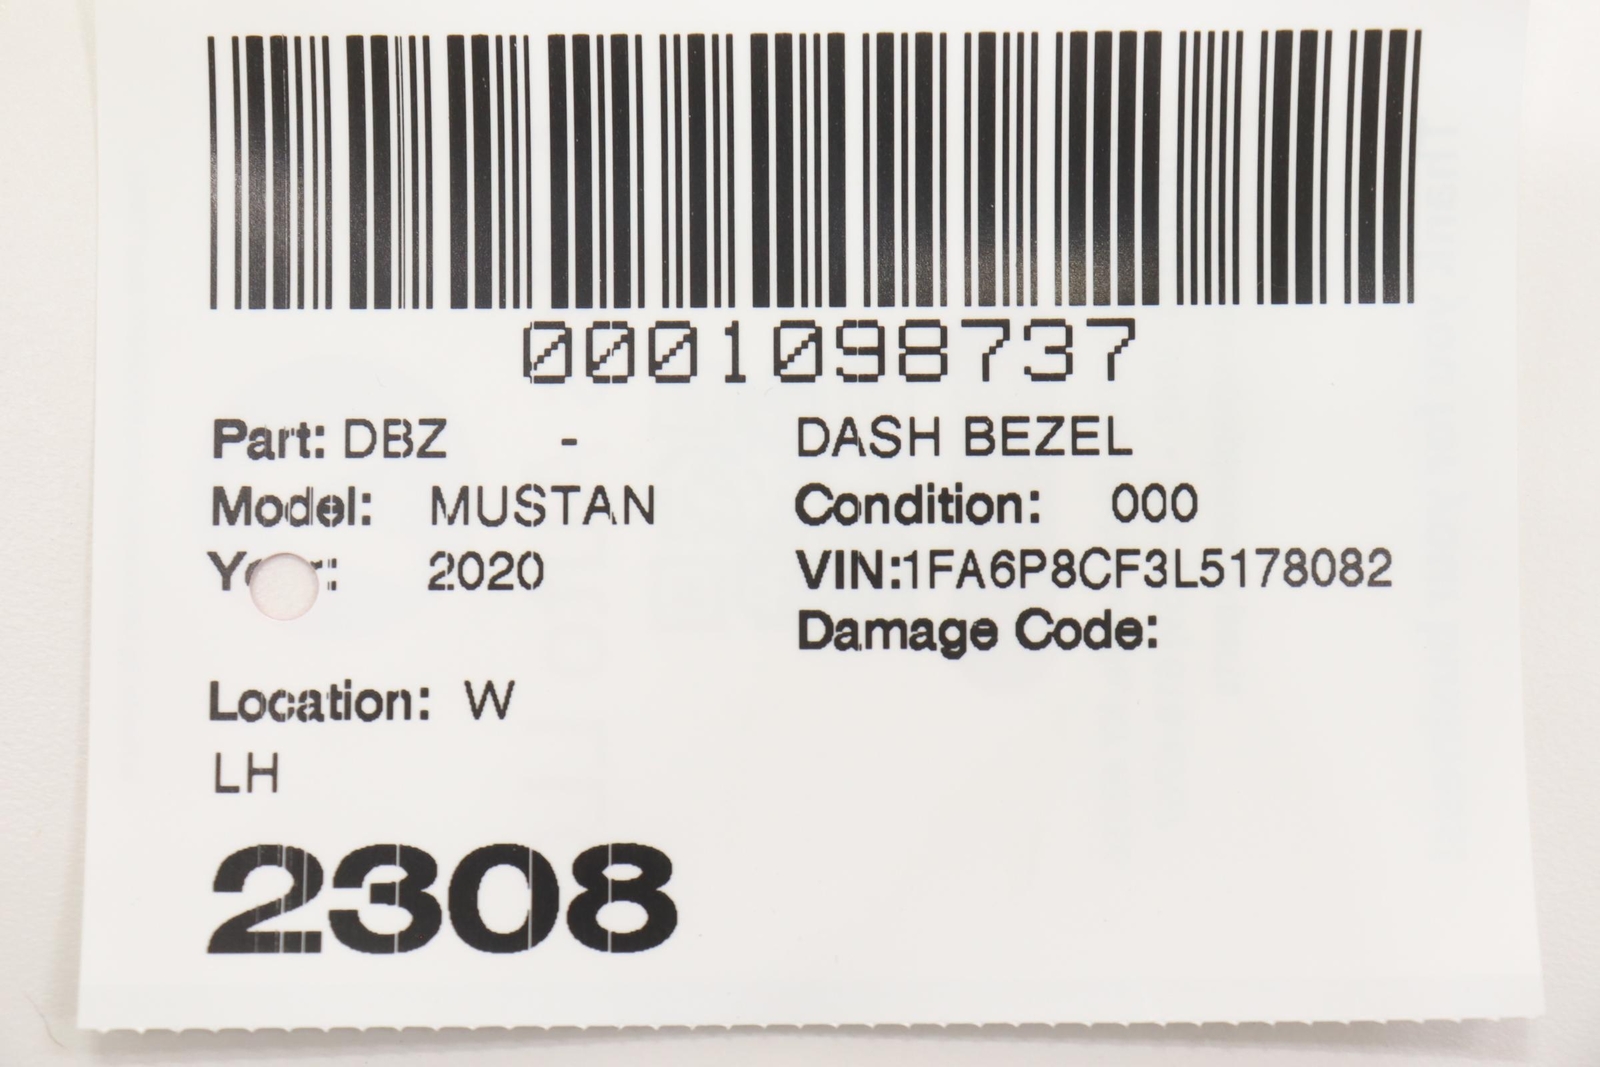 0001098737
Part: DBZ - DASH BEZEL
Model: MUSTAN Condition: 000
2020 VIN:1FA6P8CF3L5178082
Damage Code:
Location: W
LH
2308